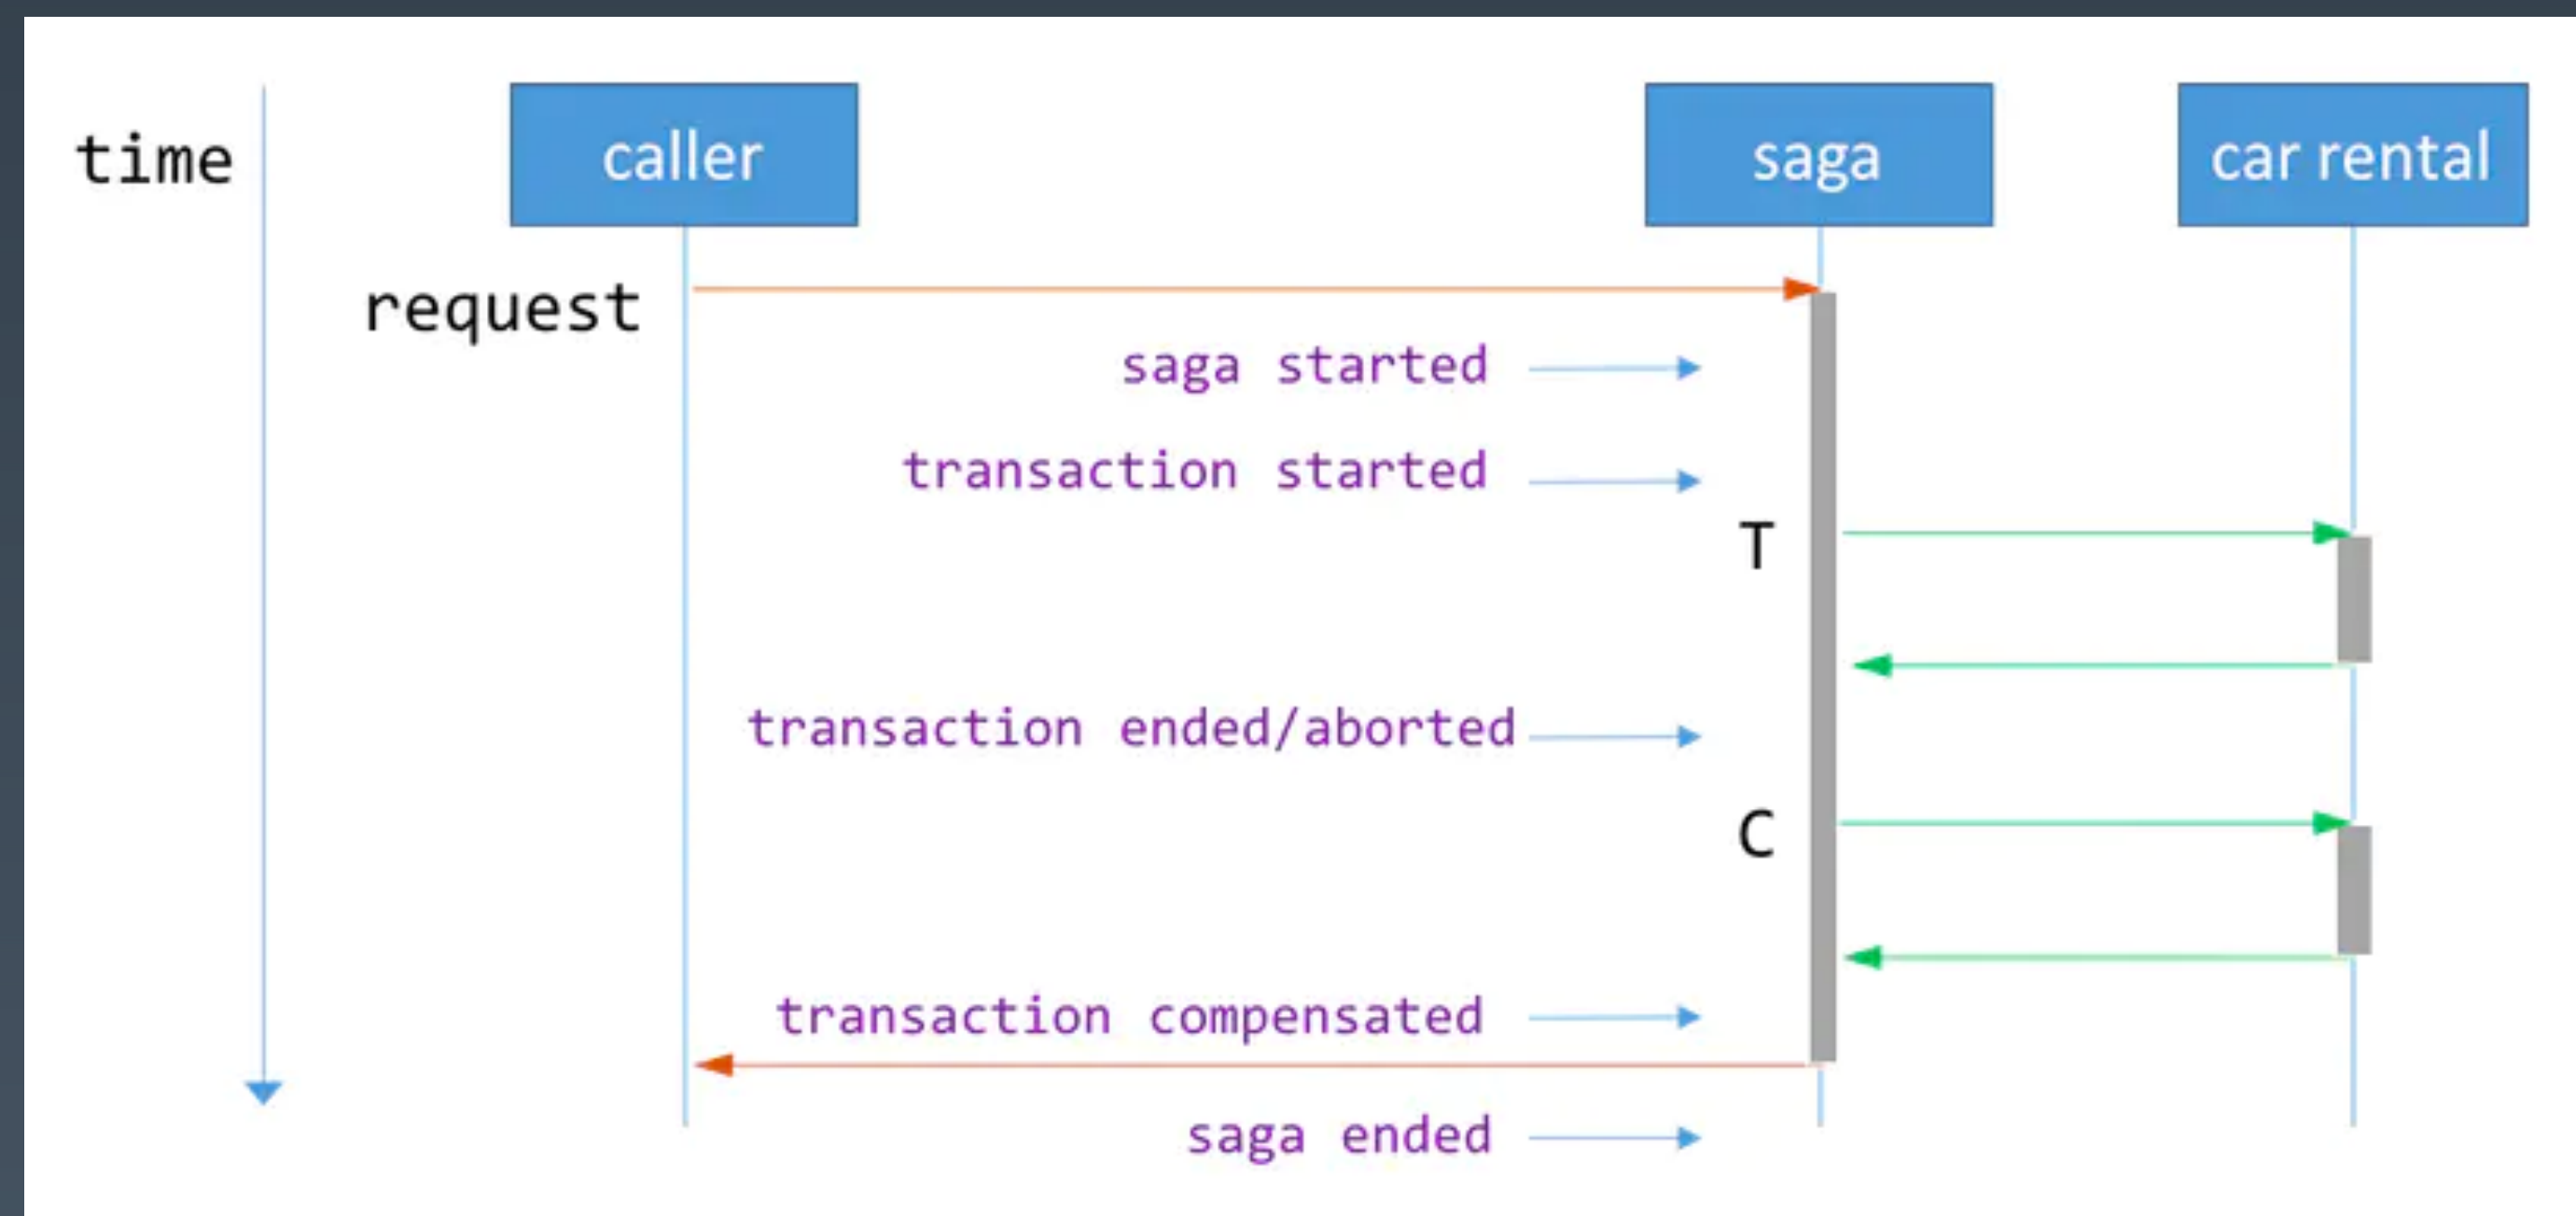 time
caller
saga
car rental
request
saga started
transaction started
T
transaction ended/aborted
C
transaction compensated
saga ended